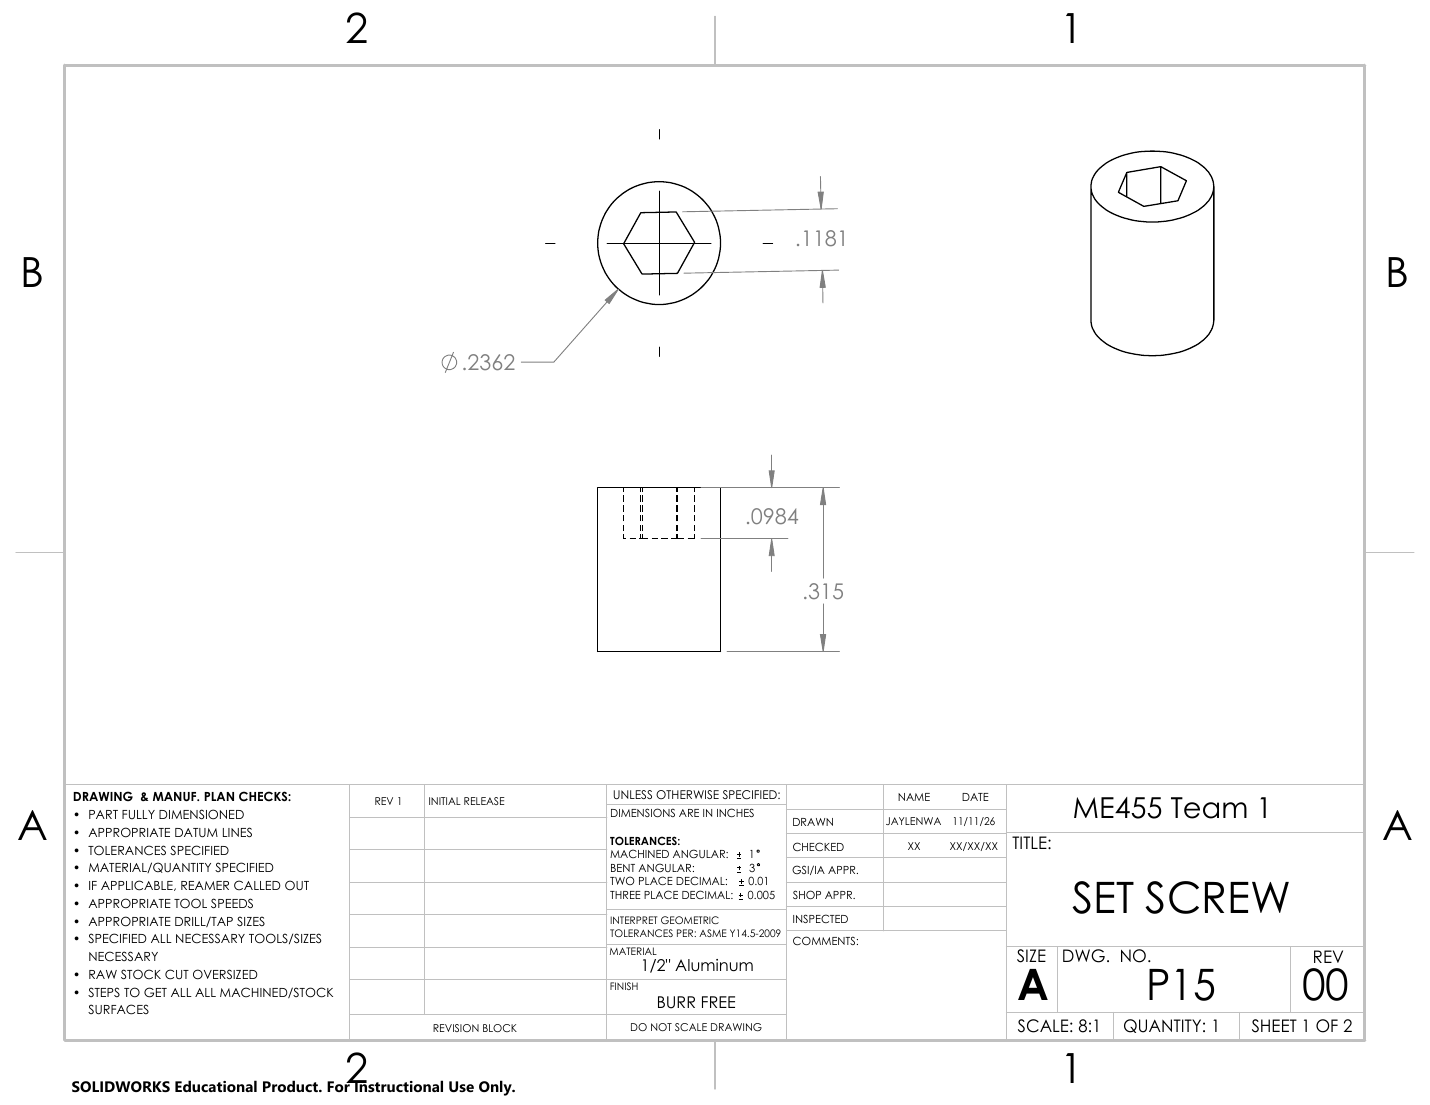 2
1
B
B
.1181
Ø.2362
.0984
.315
A
A
DRAWING & MANUF. PLAN CHECKS:
• PART FULLY DIMENSIONED
• APPROPRIATE DATUM LINES
• TOLERANCES SPECIFIED
• MATERIAL/QUANTITY SPECIFIED
• IF APPLICABLE, REAMER CALLED OUT
• APPROPRIATE TOOL SPEEDS
• APPROPRIATE DRILL/TAP SIZES
• SPECIFIED ALL NECESSARY TOOLS/SIZES
NECESSARY
• RAW STOCK CUT OVERSIZED
• STEPS TO GET ALL ALL MACHINED/STOCK
SURFACES
REV 1 INITIAL RELEASE
REVISION BLOCK
UNLESS OTHERWISE SPECIFIED:
DIMENSIONS ARE IN INCHES
TOLERANCES:
MACHINED ANGULAR: ± 1°
BENT ANGULAR: ± 3°
TWO PLACE DECIMAL: ± 0.01
THREE PLACE DECIMAL: ± 0.005
INTERPRET GEOMETRIC
TOLERANCES PER: ASME Y14.5-2009
MATERIAL
1/2" Aluminum
FINISH
BURR FREE
DO NOT SCALE DRAWING
NAME DATE
DRAWN JAYLENWA 11/11/26
CHECKED XX XX/XX/XX
GSI/IA APPR.
SHOP APPR.
INSPECTED
COMMENTS:
ME455 Team 1
TITLE:
SET SCREW
SIZE DWG. NO. REV
A P15 00
SCALE: 8:1 QUANTITY: 1 SHEET 1 OF 2
2
1
SOLIDWORKS Educational Product. For Instructional Use Only.